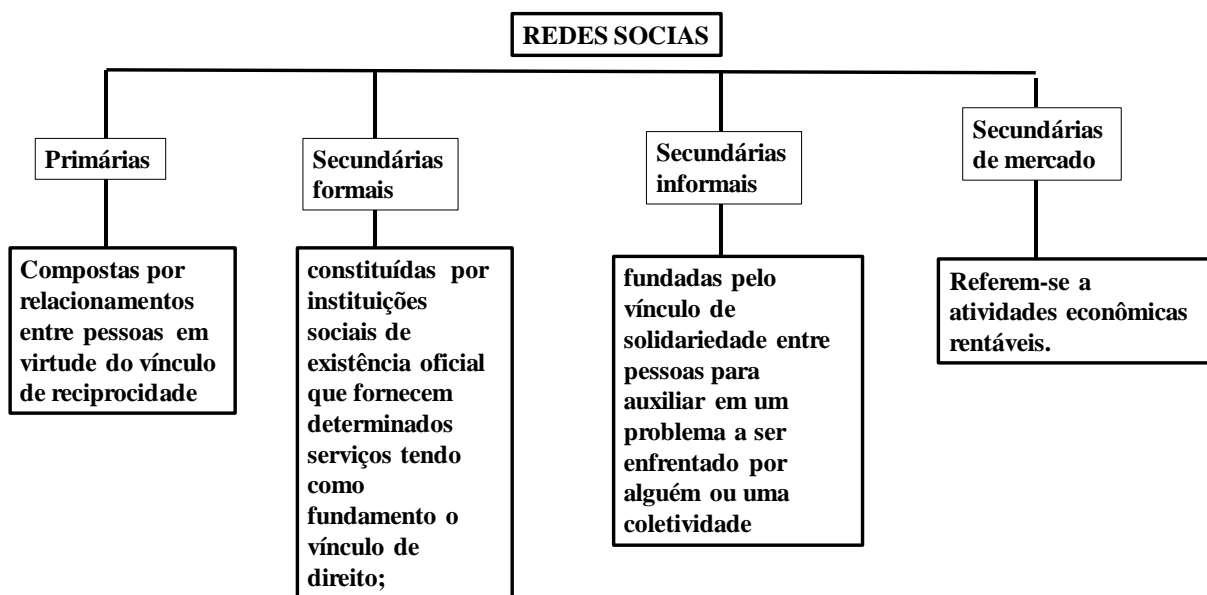 REDES SOCIAS
Primárias
Compostas por
relacionamentos
entre pessoas em
virtude do vínculo
de reciprocidade
Secundárias
formais
constituídas por
instituições
sociais de
existência oficial
que fornecem
determinados
serviços tendo
como
fundamento o
vínculo de
direito;
Secundárias
informais
fundadas pelo
vínculo de
solidariedade entre
pessoas para
auxiliar em um
problema a ser
enfrentado por
alguém ou uma
coletividade
Secundárias
de mercado
Referem-se a
atividades econômicas
rentáveis.